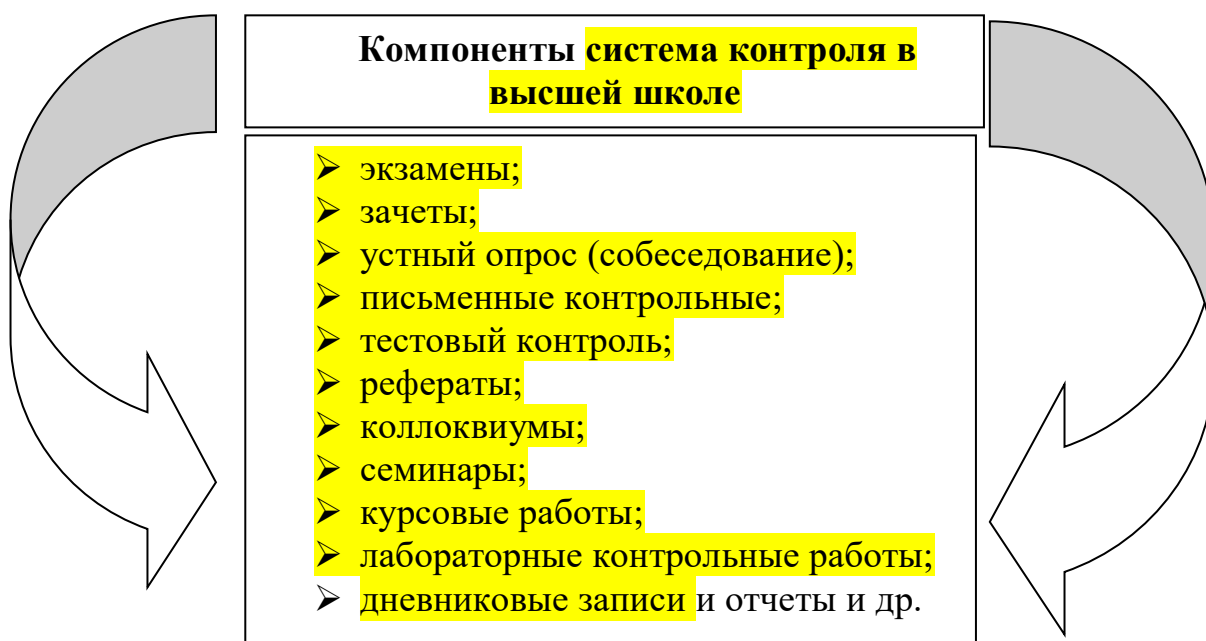 Компоненты система контроля в
высшей школе
➢ экзамены;
➢ зачеты;
➢ устный опрос (собеседование);
➢ письменные контрольные;
➢ тестовый контроль;
➢ рефераты;
➢ коллоквиумы;
➢ семинары;
➢ курсовые работы;
➢ лабораторные контрольные работы;
➢ дневниковые записи и отчеты и др.